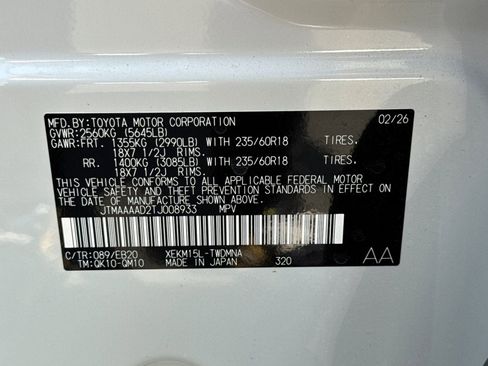 MFD.BY:TOYOTA MOTOR CORPORATION 02/26
GVWR:2560KG (5645LB)
GAWR:FRT. 1355KG (2990LB) WITH 235/60R18 TIRES.
18X7 1/2J RIMS.
RR. 1400KG (3085LB) WITH 235/60R18 TIRES.
18X7 1/2J RIMS.
THIS VEHICLE CONFORMS TO ALL APPLICABLE FEDERAL MOTOR
VEHICLE SAFETY AND THEFT PREVENTION STANDARDS IN EFFECT ON
THE DATE OF MANUFACTURE SHOWN ABOVE.
JTMAAAAD2TJ008933 MPV
C/TR:089/EB20 XEKM15L-TWDMNA
TM:QK10-QM10 MADE IN JAPAN 320 AA